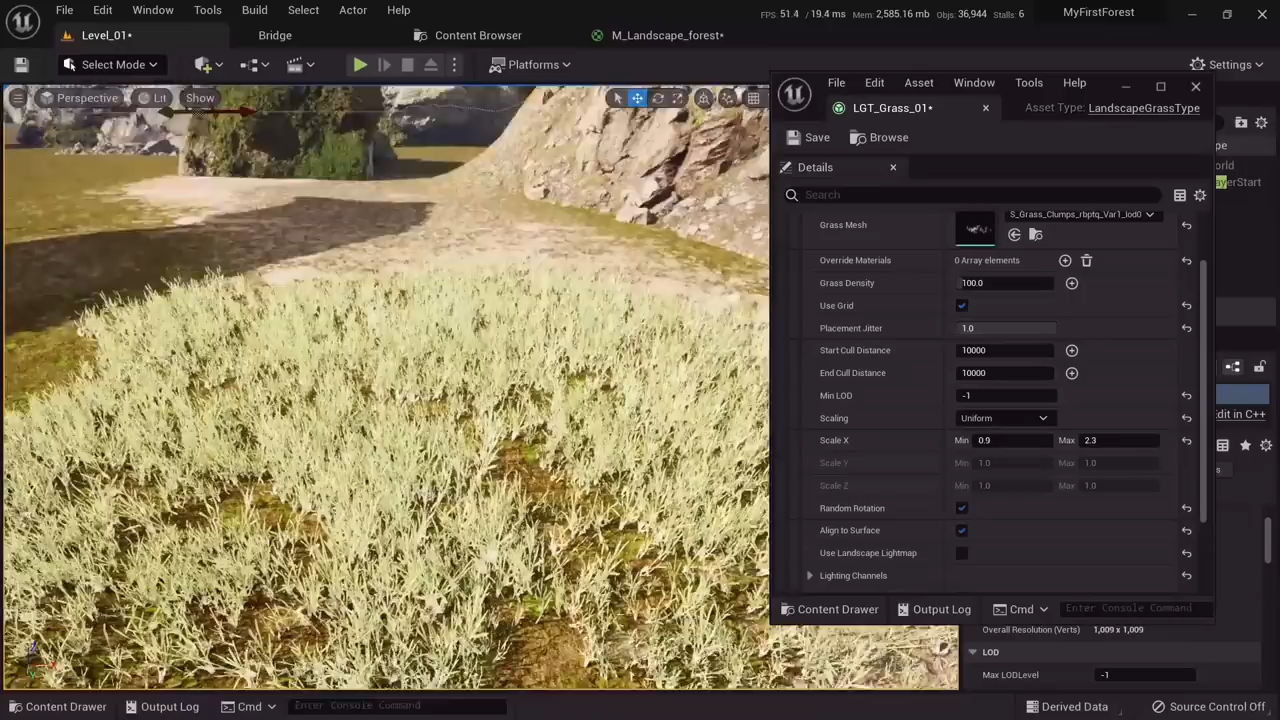 File Edit Window Tools Build Select Actor Help
FPS: 51.4 / 19.4 ms Mem: 2,585.16 mb Objs: 36,944 Stalls: 6
MyFirstForest
Level_01*
Bridge
Content Browser
M_Landscape_forest*
Select Mode
Platforms
Settings
Perspective
Lit
Show
File Edit Asset Window Tools Help
LGT_Grass_01*
Asset Type: LandscapeGrassType
Save
Browse
Details
Search
Grass Mesh
S_Grass_Clumps_rbptq_Var1_lod0
Override Materials 0 Array elements
Grass Density 100.0
Use Grid
Placement Jitter 1.0
Start Cull Distance 10000
End Cull Distance 10000
Min LOD -1
Scaling Uniform
Scale X Min 0.9 Max 2.3
Scale Y Min 1.0 Max 1.0
Scale Z Min 1.0 Max 1.0
Random Rotation
Align to Surface
Use Landscape Lightmap
Lighting Channels
Content Drawer
Output Log
Cmd
Enter Console Command
pe
orld
ayerStart
Edit in C++
s
Overall Resolution (Verts) 1,009 x 1,009
LOD
Max LODLevel -1
Content Drawer
Output Log
Cmd
Enter Console Command
Derived Data
Source Control Off